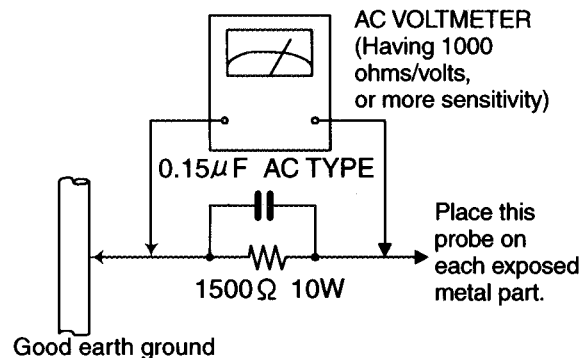 AC VOLTMETER
(Having 1000
ohms/volts,
or more sensitivity)
0.15μF AC TYPE
Place this
probe on
each exposed
metal part.
1500Ω 10W
Good earth ground